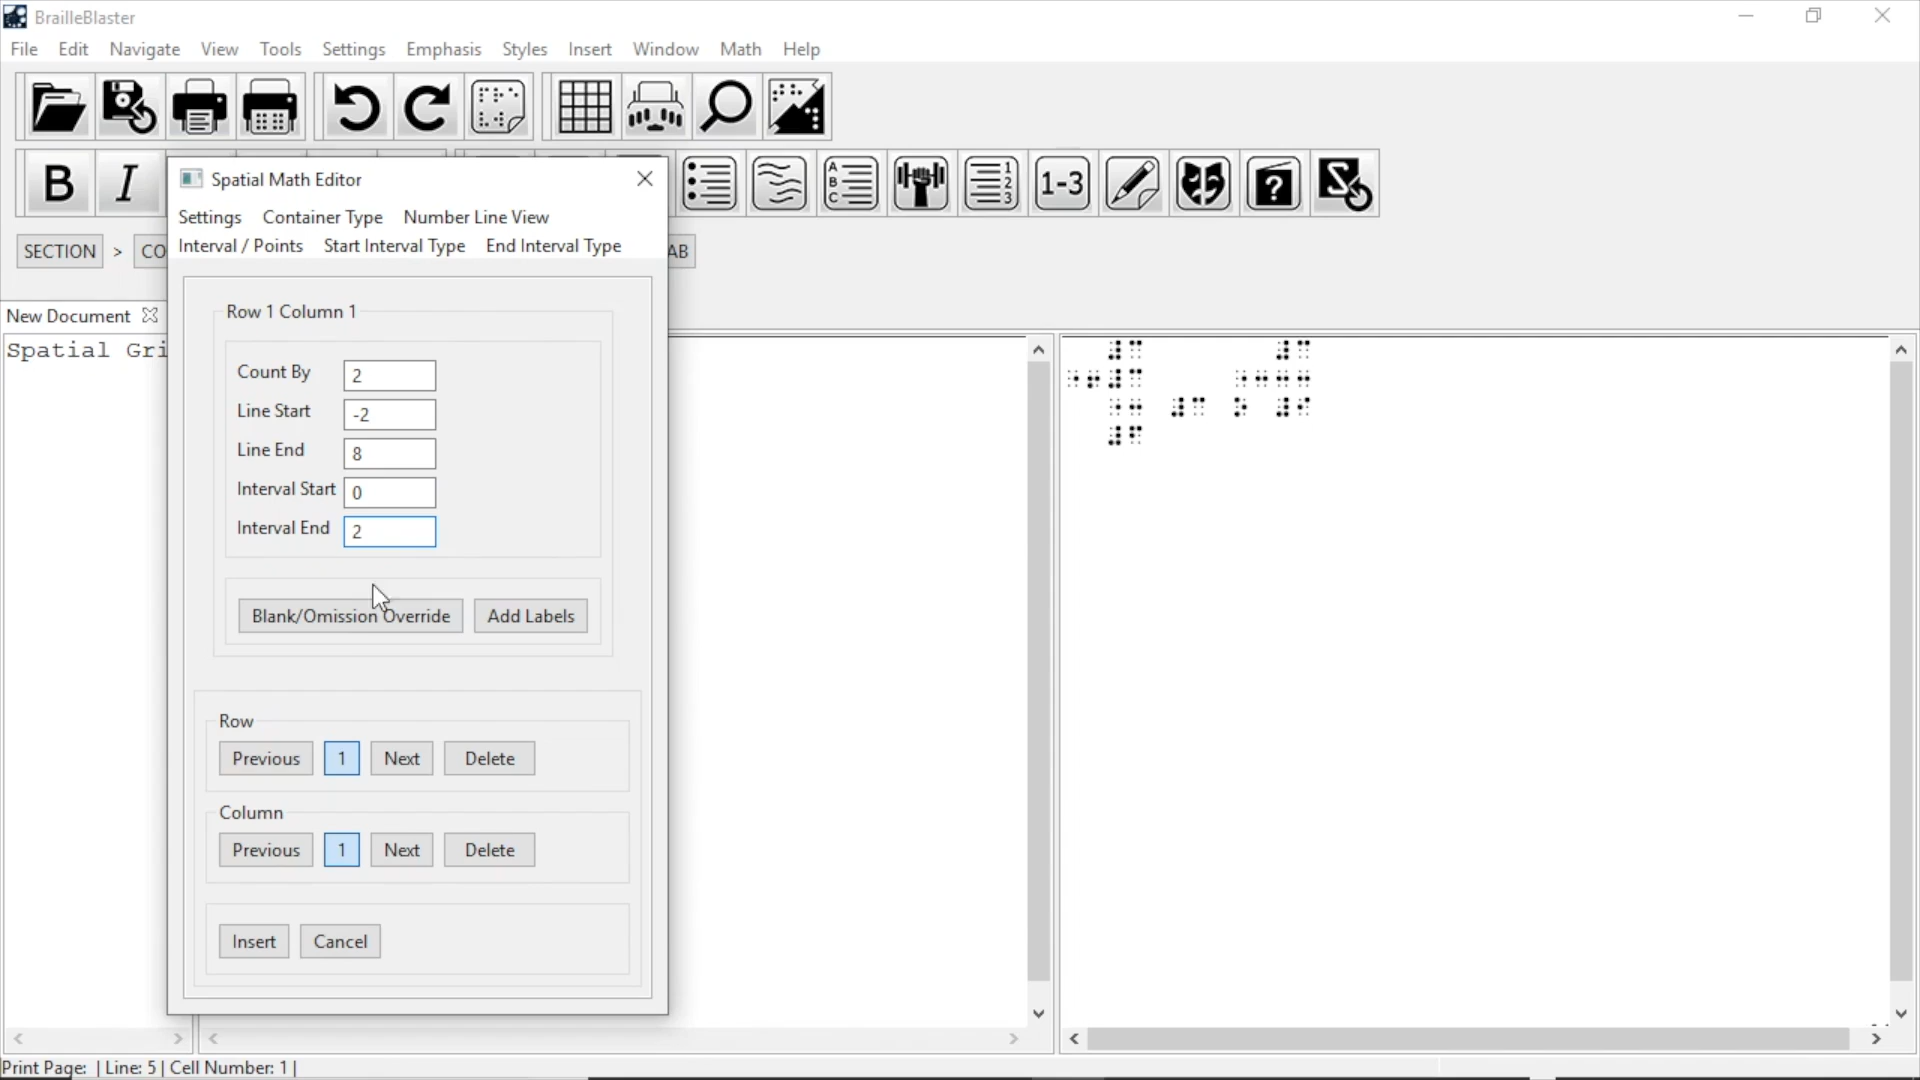 BrailleBlaster
File Edit Navigate View Tools Settings Emphasis Styles Insert Window Math Help
B I 1-3
SECTION > CO AB
New Document
Spatial Gri
Spatial Math Editor
Settings Container Type Number Line View
Interval / Points Start Interval Type End Interval Type
Row 1 Column 1
Count By 2
Line Start -2
Line End 8
Interval Start 0
Interval End 2
Blank/Omission Override Add Labels
Row
Previous 1 Next Delete
Column
Previous 1 Next Delete
Insert Cancel
Print Page: | Line: 5 | Cell Number: 1 |